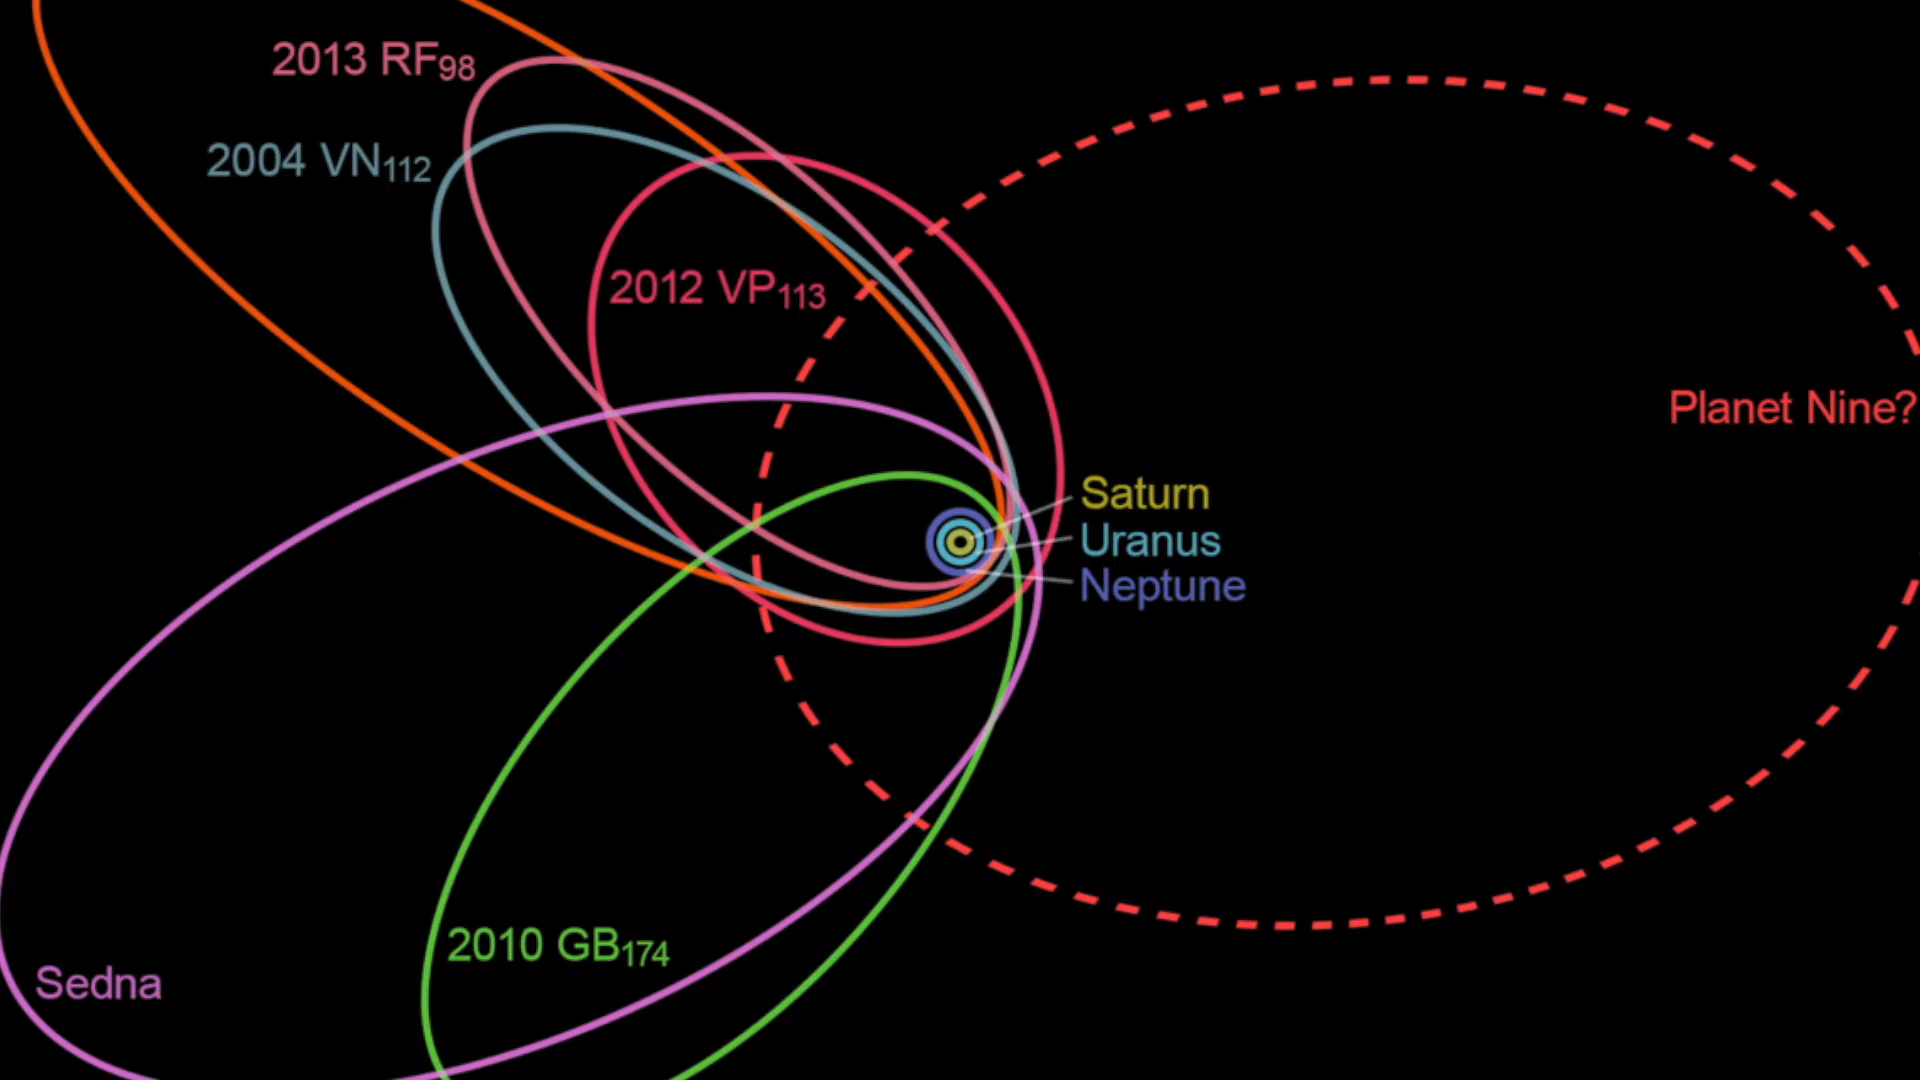 2013 RF₉₈
2004 VN₁₁₂
2012 VP₁₁₃
Planet Nine?
Saturn
Uranus
Neptune
2010 GB₁₇₄
Sedna